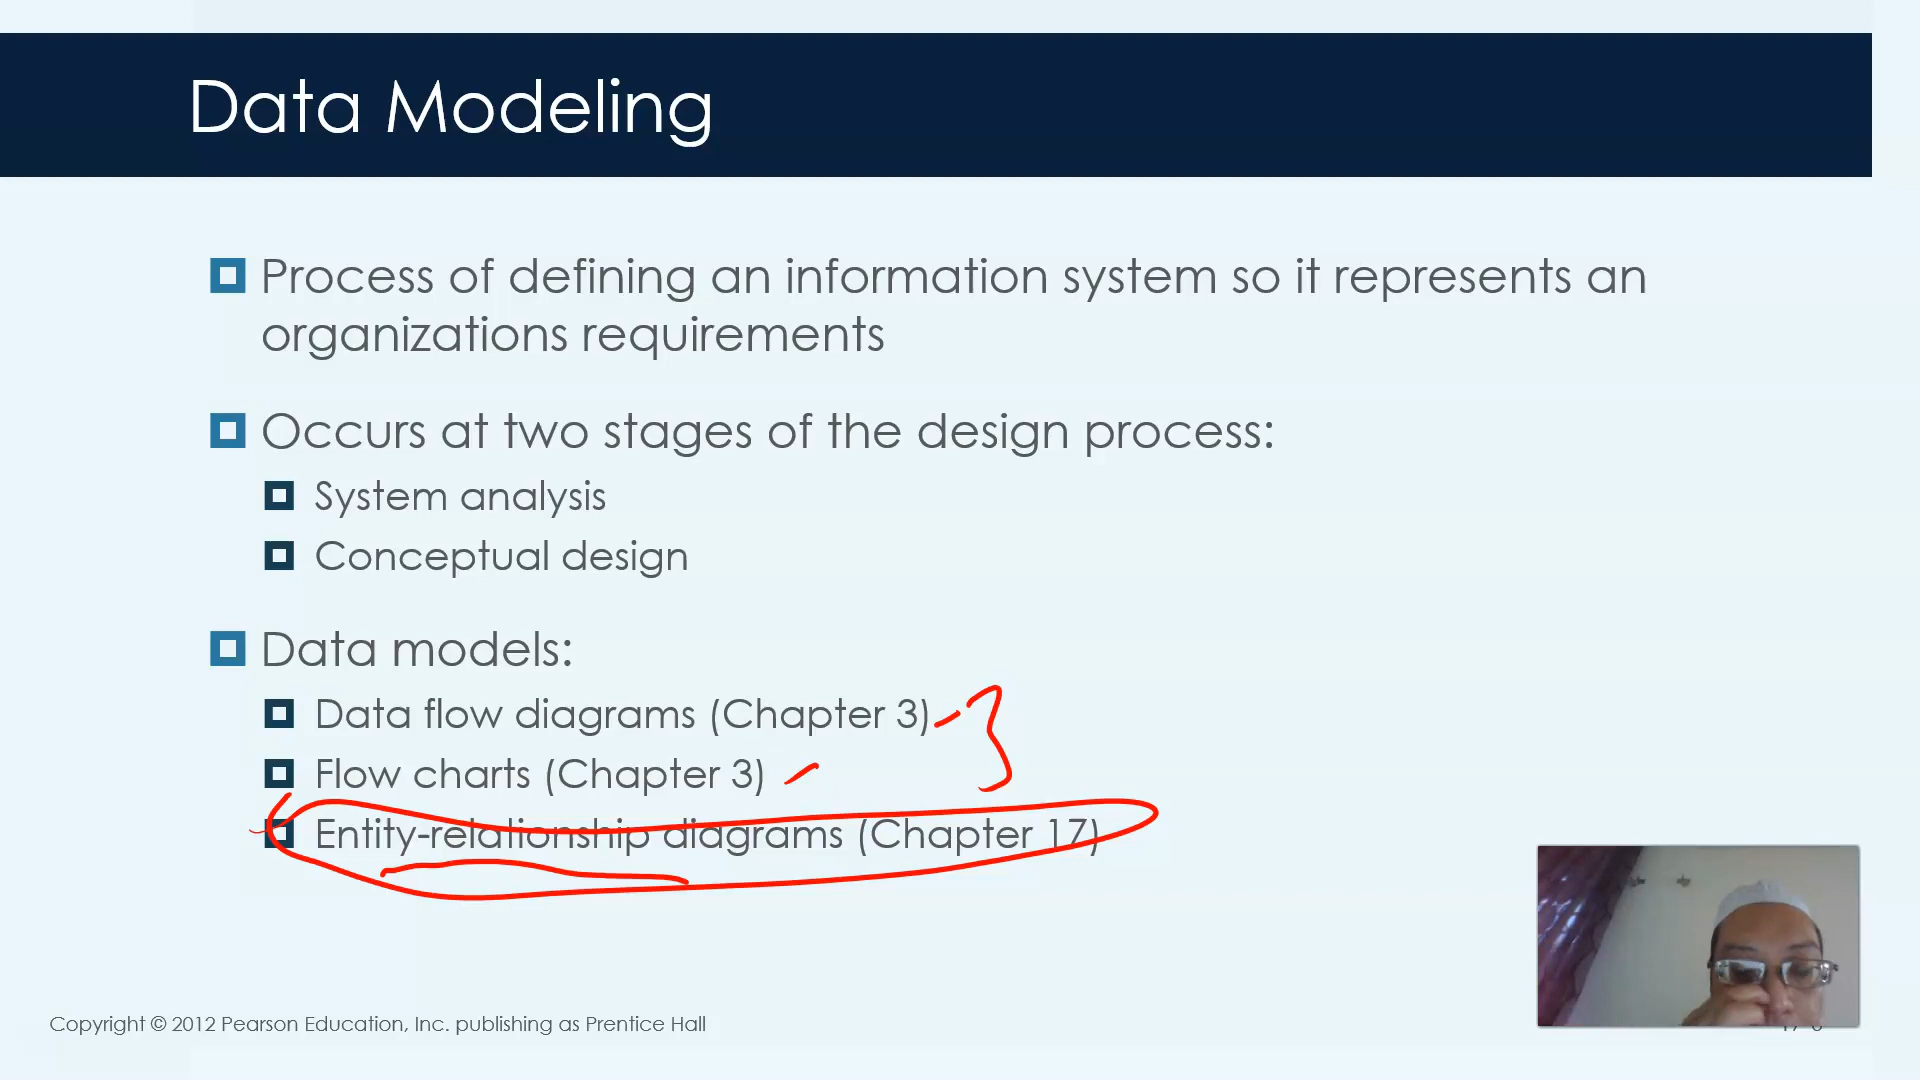 Data Modeling
Process of defining an information system so it represents an
organizations requirements
Occurs at two stages of the design process:
System analysis
Conceptual design
Data models:
Data flow diagrams (Chapter 3)
Flow charts (Chapter 3)
Entity-relationship diagrams (Chapter 17)
Copyright © 2012 Pearson Education, Inc. publishing as Prentice Hall